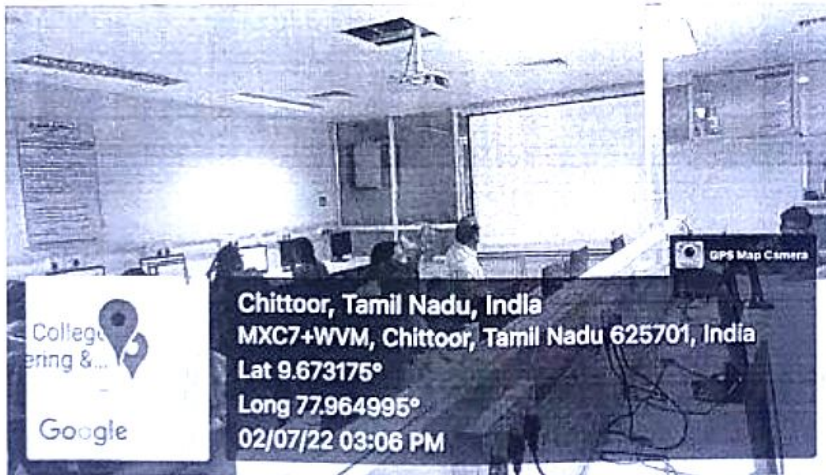 GPS Map Camera
Chittoor, Tamil Nadu, India
MXC7+WVM, Chittoor, Tamil Nadu 625701, India
Lat 9.673175°
Long 77.964995°
02/07/22 03:06 PM
Colleg
ering &...
Google